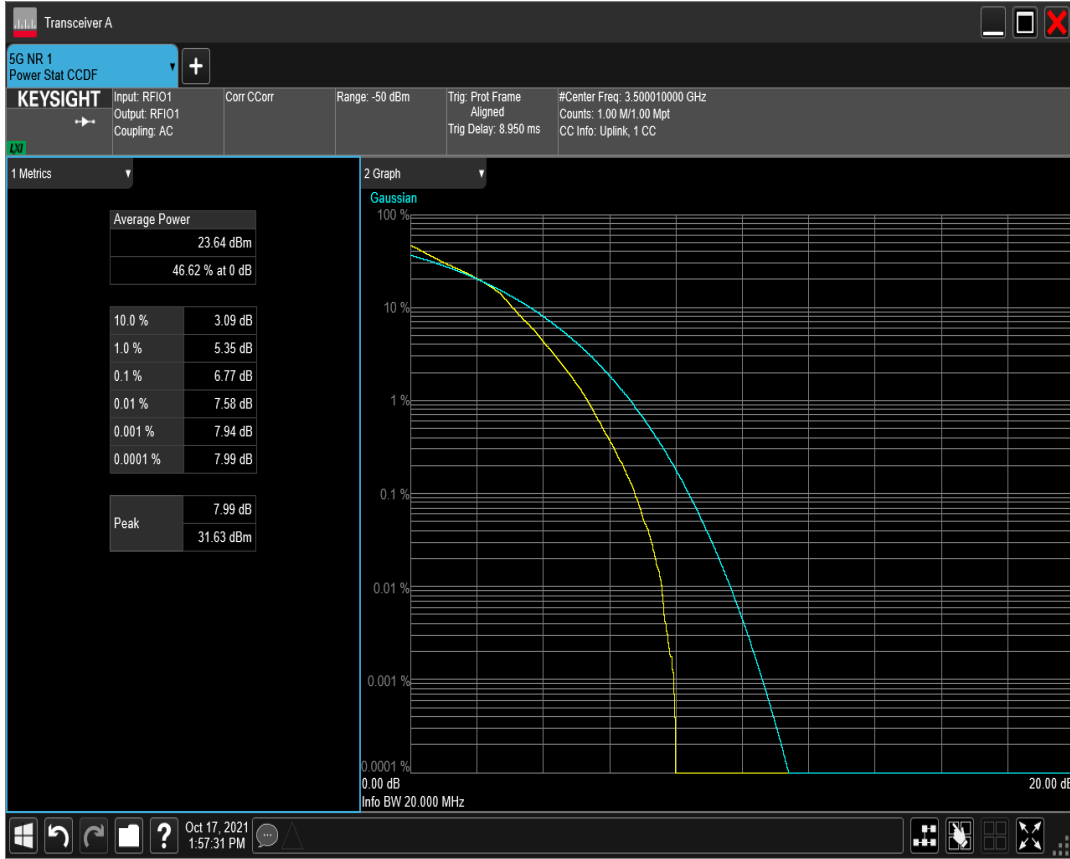 Transceiver A
5G NR 1
Power Stat CCDF
+
KEYSIGHT
LXI
Input: RFIO1
Output: RFIO1
Coupling: AC
Corr CCorr
Range: -50 dBm
Trig: Prot Frame
Aligned
Trig Delay: 8.950 ms
#Center Freq: 3.500010000 GHz
Counts: 1.00 M/1.00 Mpt
CC Info: Uplink, 1 CC
1 Metrics
Average Power
23.64 dBm
46.62 % at 0 dB
10.0 % 3.09 dB
1.0 % 5.35 dB
0.1 % 6.77 dB
0.01 % 7.58 dB
0.001 % 7.94 dB
0.0001 % 7.99 dB
Peak 7.99 dB
31.63 dBm
2 Graph
Gaussian
100 %
10 %
1 %
0.1 %
0.01 %
0.001 %
0.0001 %
0.00 dB 20.00 dB
Info BW 20.000 MHz
?
Oct 17, 2021
1:57:31 PM